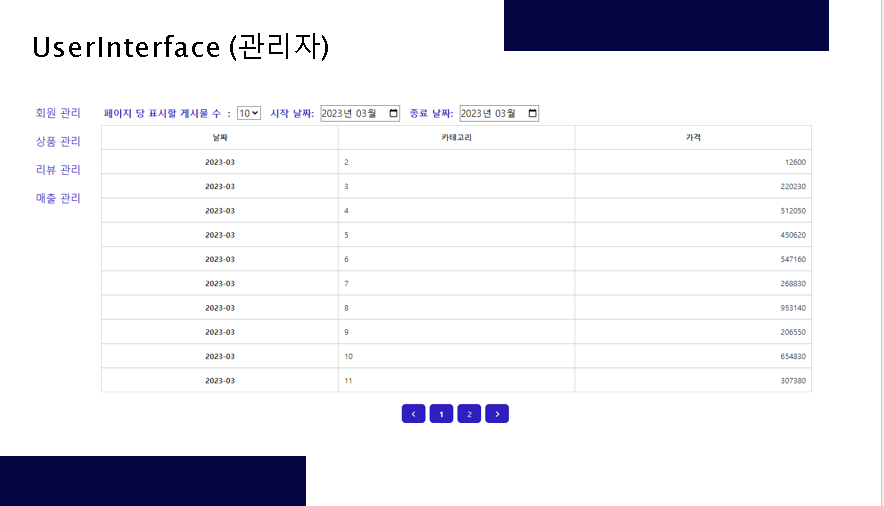 UserInterface (관리자)
회원 관리
상품 관리
리뷰 관리
매출 관리
페이지 당 표시할 게시물 수 : 10 시작 날짜: 2023년 03월 종료 날짜: 2023년 03월
날짜 카테고리 가격
2023-03 2 12600
2023-03 3 220230
2023-03 4 512050
2023-03 5 450620
2023-03 6 547160
2023-03 7 268830
2023-03 8 953140
2023-03 9 206550
2023-03 10 654830
2023-03 11 307380
< 1 2 >